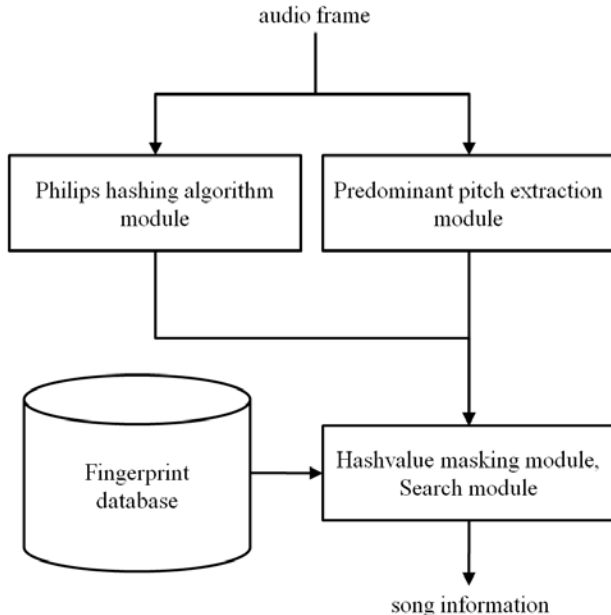 audio frame
Philips hashing algorithm
module
Predominant pitch extraction
module
Fingerprint
database
Hashvalue masking module,
Search module
song information